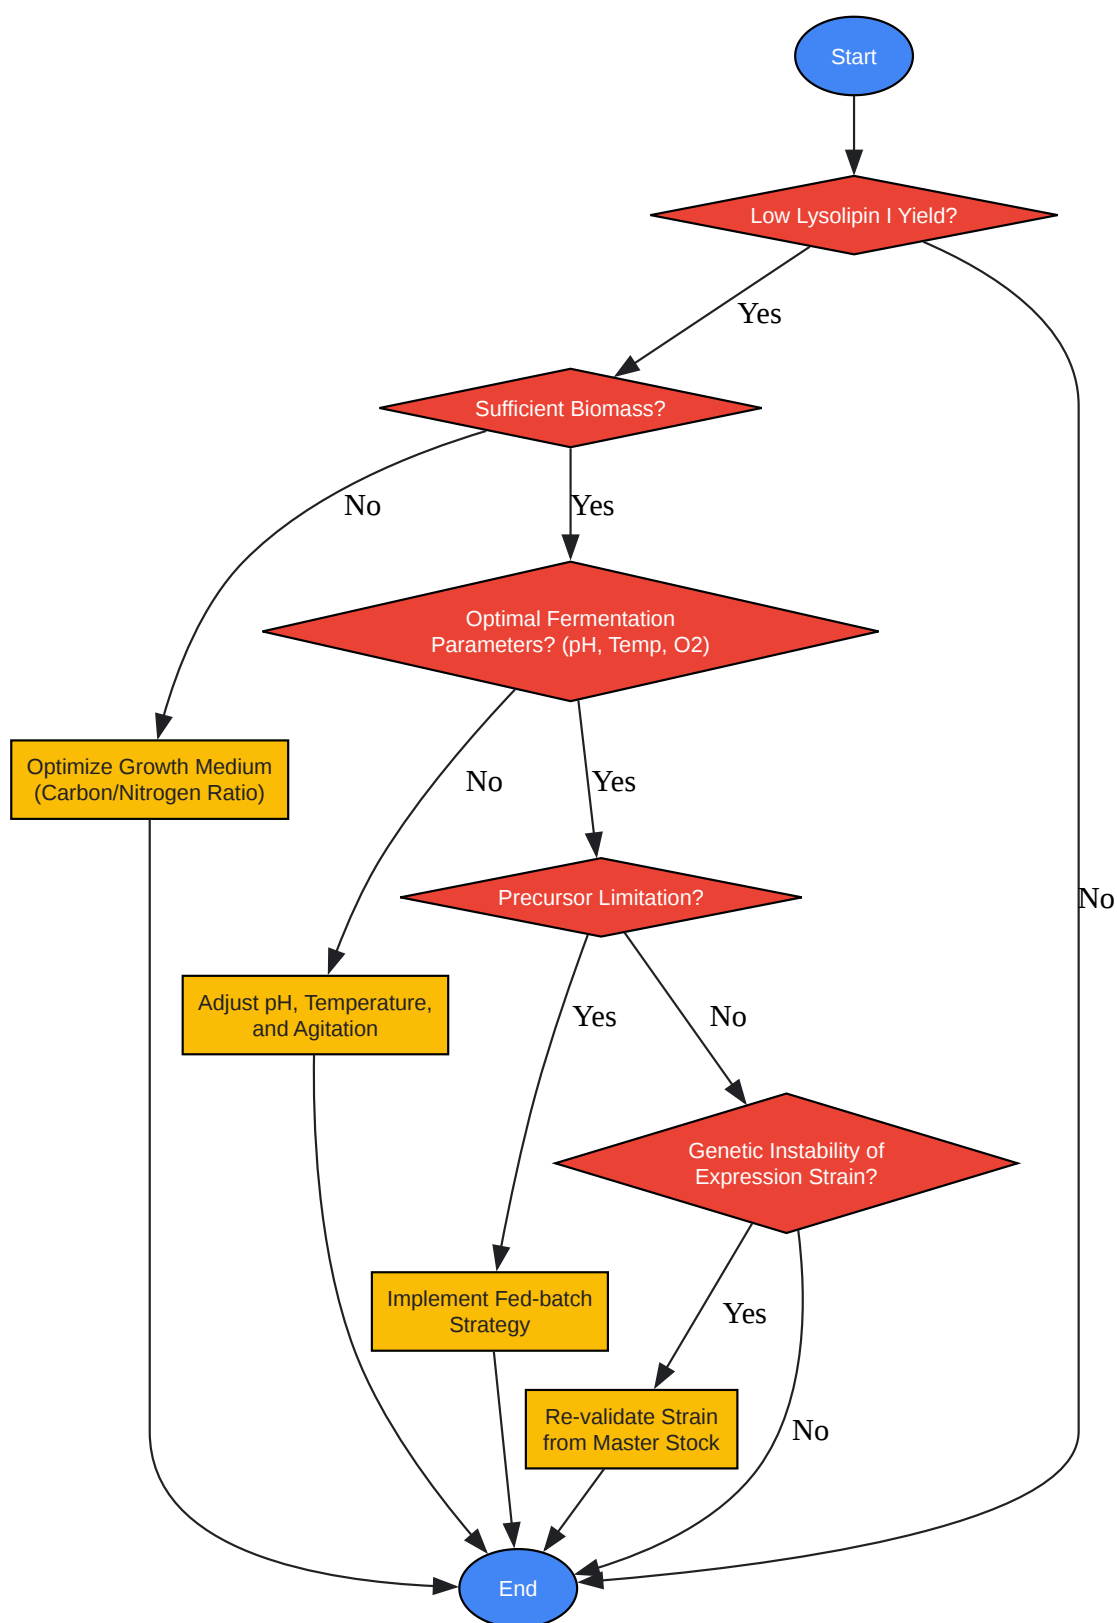 Start
Low Lysolipin I Yield?
Yes
Sufficient Biomass?
No
Yes
Optimal Fermentation
Parameters? (pH, Temp, O2)
Optimize Growth Medium
(Carbon/Nitrogen Ratio)
No
Yes
Precursor Limitation?
No
Adjust pH, Temperature,
and Agitation
Yes
No
Genetic Instability of
Expression Strain?
Implement Fed-batch
Strategy
Yes
Re-validate Strain
from Master Stock
No
End